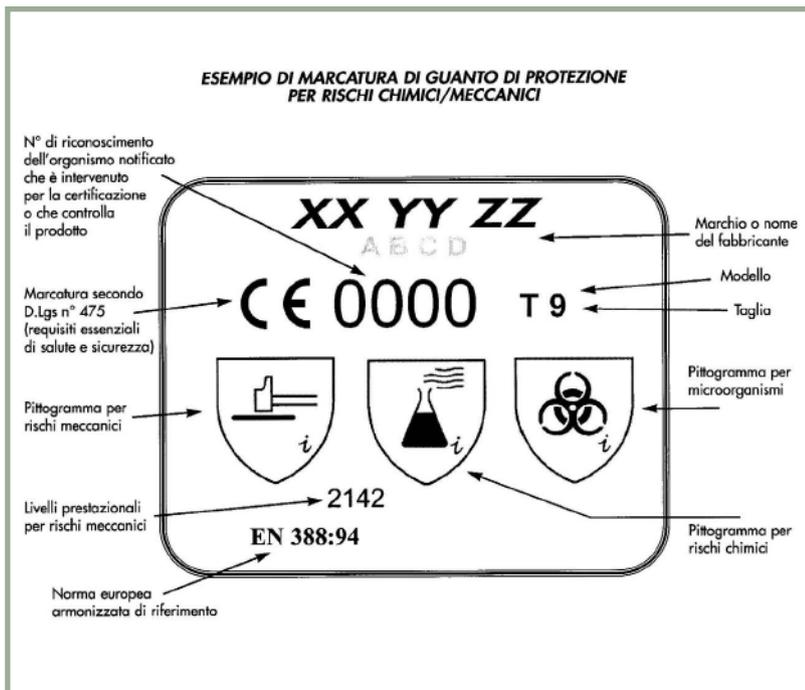 ESEMPIO DI MARCATURA DI GUANTO DI PROTEZIONE
PER RISCHI CHIMICI/MECCANICI
N° di riconoscimento
dell'organismo notificato
che è intervenuto
per la certificazione
o che controlla
il prodotto
XX YY ZZ
ABCD
Marchio o nome
del fabbricante
Marcatura secondo
D.Lgs n° 475
(requisiti essenziali
di salute e sicurezza)
CE 0000 T 9
Modello
Taglia
Pittogramma per
rischi meccanici
i
i
i
Pittogramma per
microorganismi
Livelli prestazionali
per rischi meccanici
2142
EN 388:94
Pittogramma per
rischi chimici
Norma europea
armonizzata di riferimento